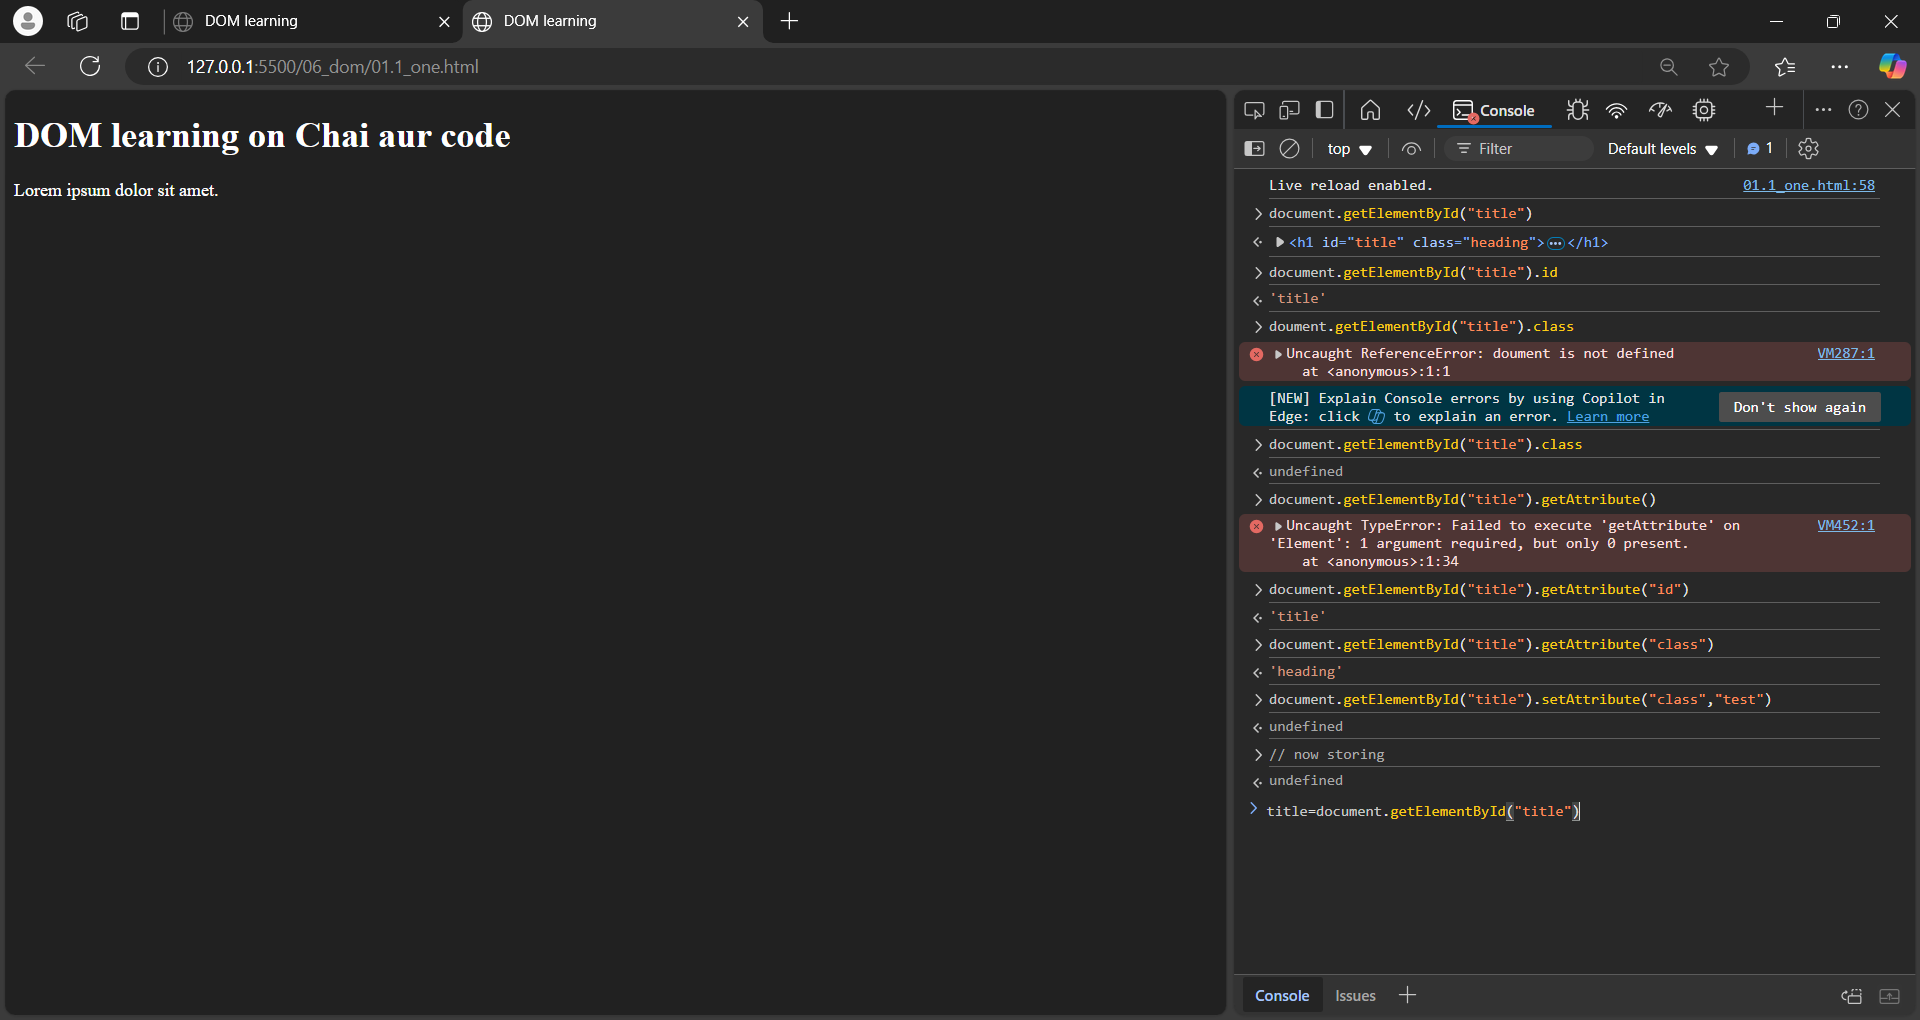 DOM learning
DOM learning
127.0.0.1:5500/06_dom/01.1_one.html
DOM learning on Chai aur code
Lorem ipsum dolor sit amet.
Console
top
Filter
Default levels
1
Live reload enabled. 01.1_one.html:58
document.getElementById("title")
<h1 id="title" class="heading">…</h1>
document.getElementById("title").id
'title'
doument.getElementById("title").class
Uncaught ReferenceError: doument is not defined VM287:1
at <anonymous>:1:1
[NEW] Explain Console errors by using Copilot in
Edge: click to explain an error. Learn more
Don't show again
document.getElementById("title").class
undefined
document.getElementById("title").getAttribute()
Uncaught TypeError: Failed to execute 'getAttribute' on VM452:1
'Element': 1 argument required, but only 0 present.
at <anonymous>:1:34
document.getElementById("title").getAttribute("id")
'title'
document.getElementById("title").getAttribute("class")
'heading'
document.getElementById("title").setAttribute("class","test")
undefined
// now storing
undefined
title=document.getElementById("title")
Console
Issues